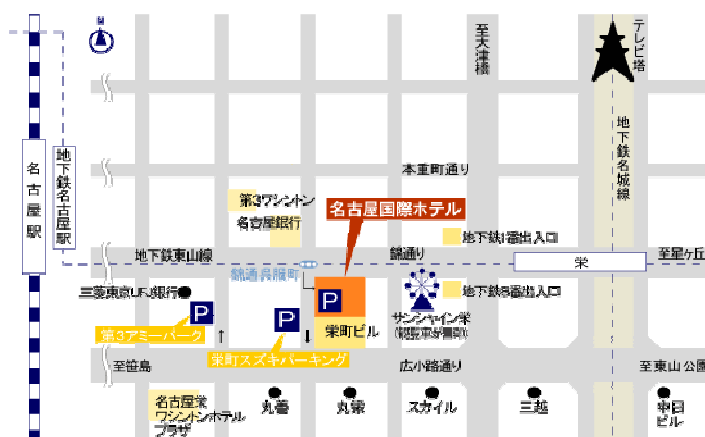 至大津橋
テレビ塔
名古屋駅
地下鉄名古屋駅
地下鉄名城線
本重町通り
第3ワシントン
名古屋銀行
名古屋国際ホテル
地下鉄1番出入口
地下鉄東山線
錦通り
栄
至星ヶ丘
錦通呉服町
三菱東京UFJ銀行
P
P
P
地下鉄8番出入口
サンシャイン栄
(観覧車が目印)
第3アミーパーク
栄町ビル
栄町スズキパーキング
至笹島
広小路通り
至東山公園
名古屋栄
ワシントンホテル
プラザ
丸善
丸栄
スカイル
三越
中日
ビル